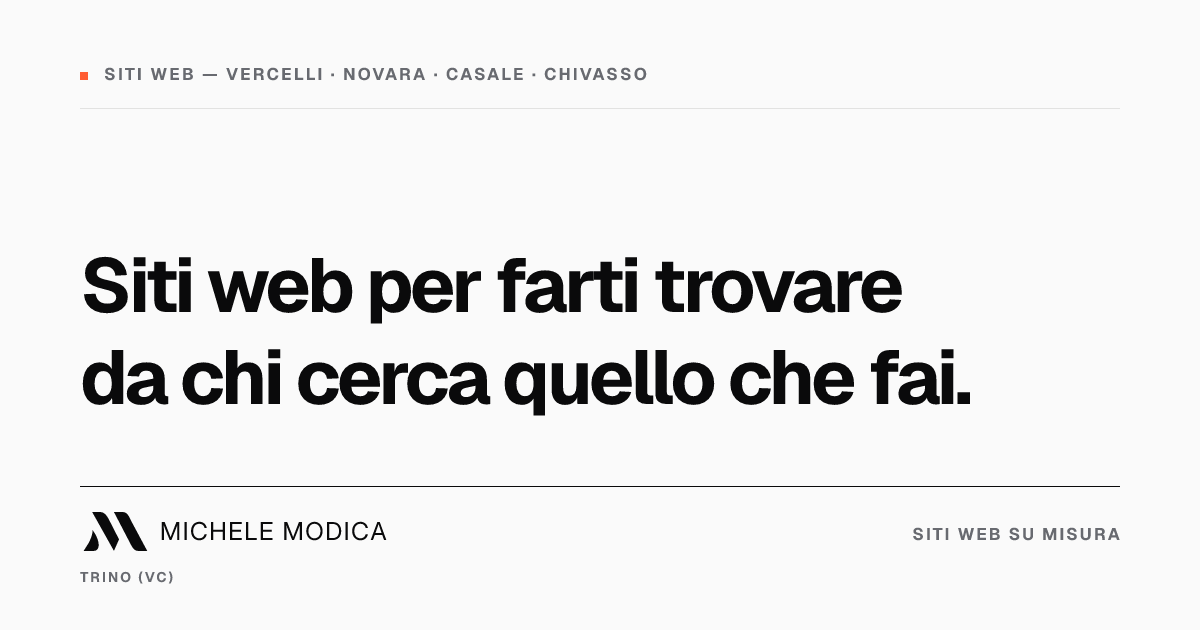 SITI WEB — VERCELLI · NOVARA · CASALE · CHIVASSO
Siti web per farti trovare
da chi cerca quello che fai.
MICHELE MODICA
SITI WEB SU MISURA
TRINO (VC)